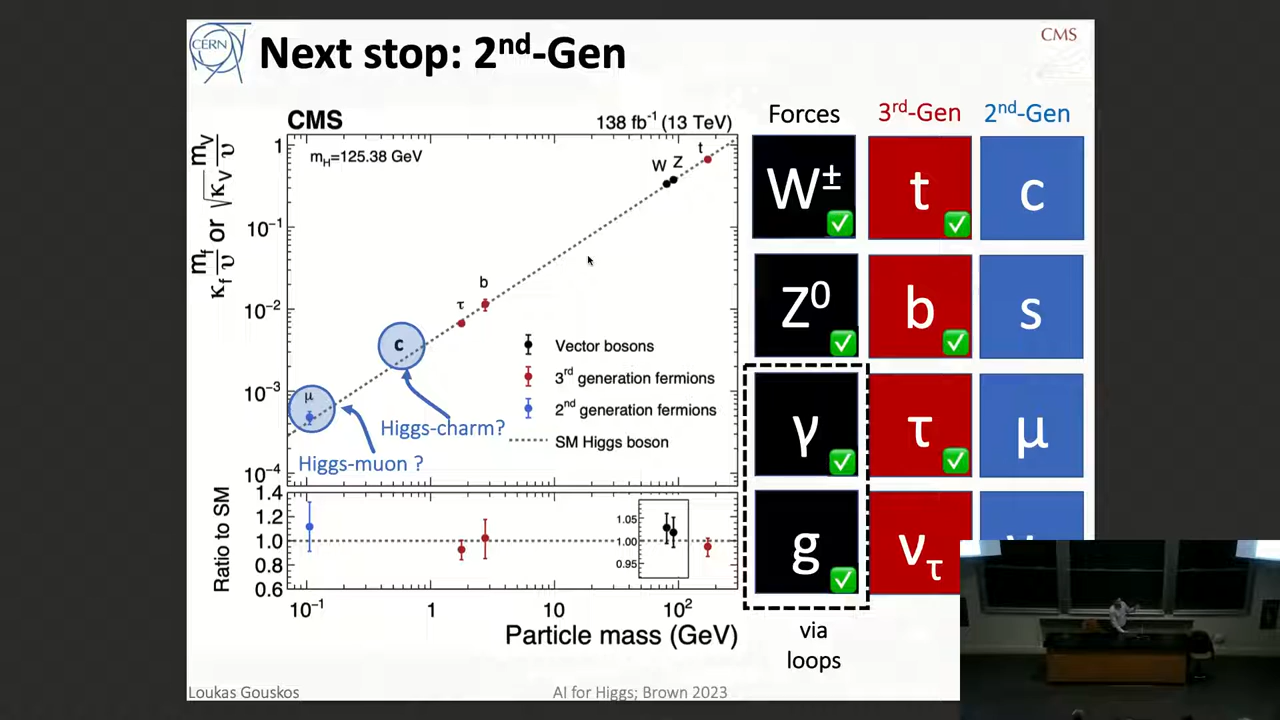 CERN
Next stop: 2nd-Gen
CMS
CMS
138 fb-1 (13 TeV)
mH=125.38 GeV
κf mf/υ or √κV mV/υ
1
10-1
10-2
10-3
10-4
W Z t
b
τ
c
μ
Vector bosons
3rd generation fermions
2nd generation fermions
SM Higgs boson
Higgs-charm?
Higgs-muon ?
Ratio to SM
1.4
1.2
1.0
0.8
0.6
1.05
1.00
0.95
10-1 1 10 102
Particle mass (GeV)
Forces 3rd-Gen 2nd-Gen
W± t c
Z0 b s
γ τ μ
g ντ
via
loops
Loukas Gouskos
AI for Higgs; Brown 2023